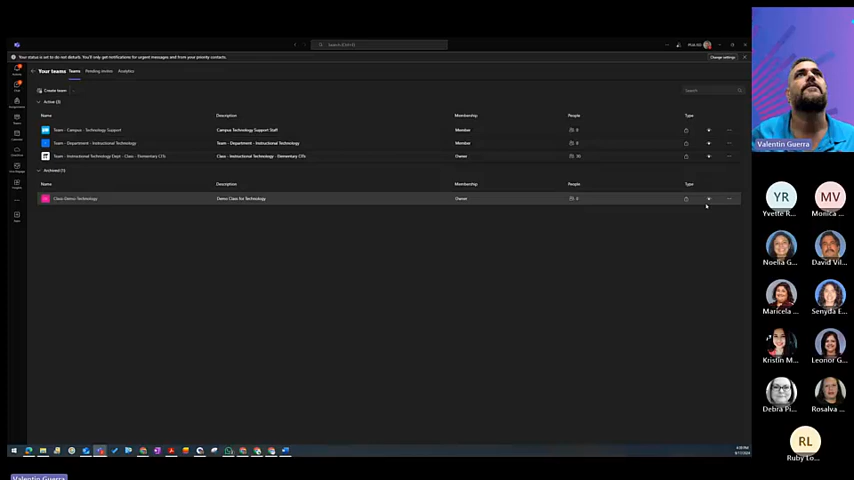 Search (Ctrl+E)
Your status is set to do not disturb. You'll only get notifications for urgent messages and from your priority contacts.
Change settings
Your teams
Teams
Pending invites
Analytics
Create team
Search
Active (3)
Name
Description
Membership
People
Type
Team - Campus - Technology Support
Campus Technology Support Staff
Member
Team - Department - Instructional Technology
Team - Department - Instructional Technology
Member
Team - Instructional Technology Dept - Class - Elementary CITs
Class - Instructional Technology - Elementary CITs
Owner
30
Archived (1)
Name
Description
Membership
People
Type
Class-Demo-Technology
Demo Class for Technology
Owner
Valentin Guerra
YR
Yvette R...
MV
Monica ...
Noelia G...
David Vil...
Maricela ...
Senyda E...
Kristin M...
Leonor G...
Debra Pi...
Rosalva ...
RL
Ruby Lo...
Valentin Guerra